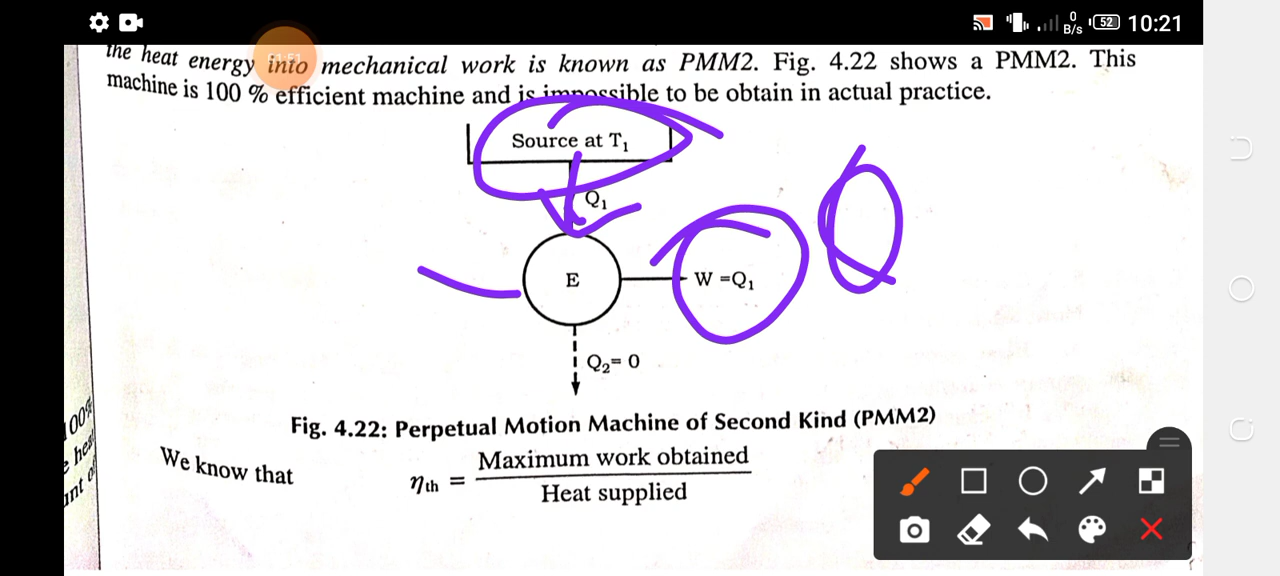 0
B/s
52
10:21
the heat energy into mechanical work is known as PMM2. Fig. 4.22 shows a PMM2. This
machine is 100 % efficient machine and is impossible to be obtain in actual practice.
Source at T₁
Q₁
E
W =Q₁
Q₂= 0
Fig. 4.22: Perpetual Motion Machine of Second Kind (PMM2)
We know that
ηth = Maximum work obtained
Heat supplied
100%